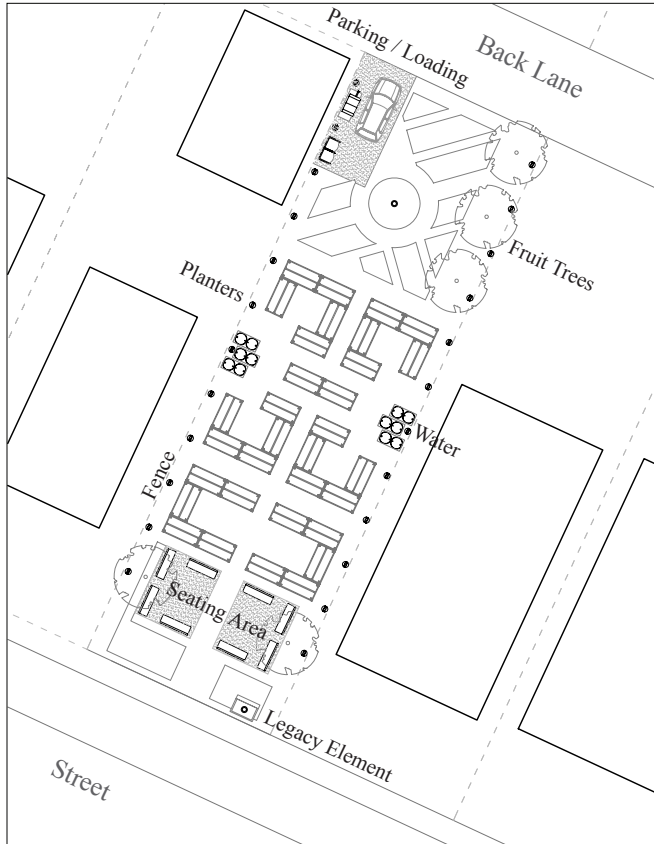 Parking / Loading
Back Lane
Fruit Trees
Planters
Water
Fence
Seating Area
Legacy Element
Street